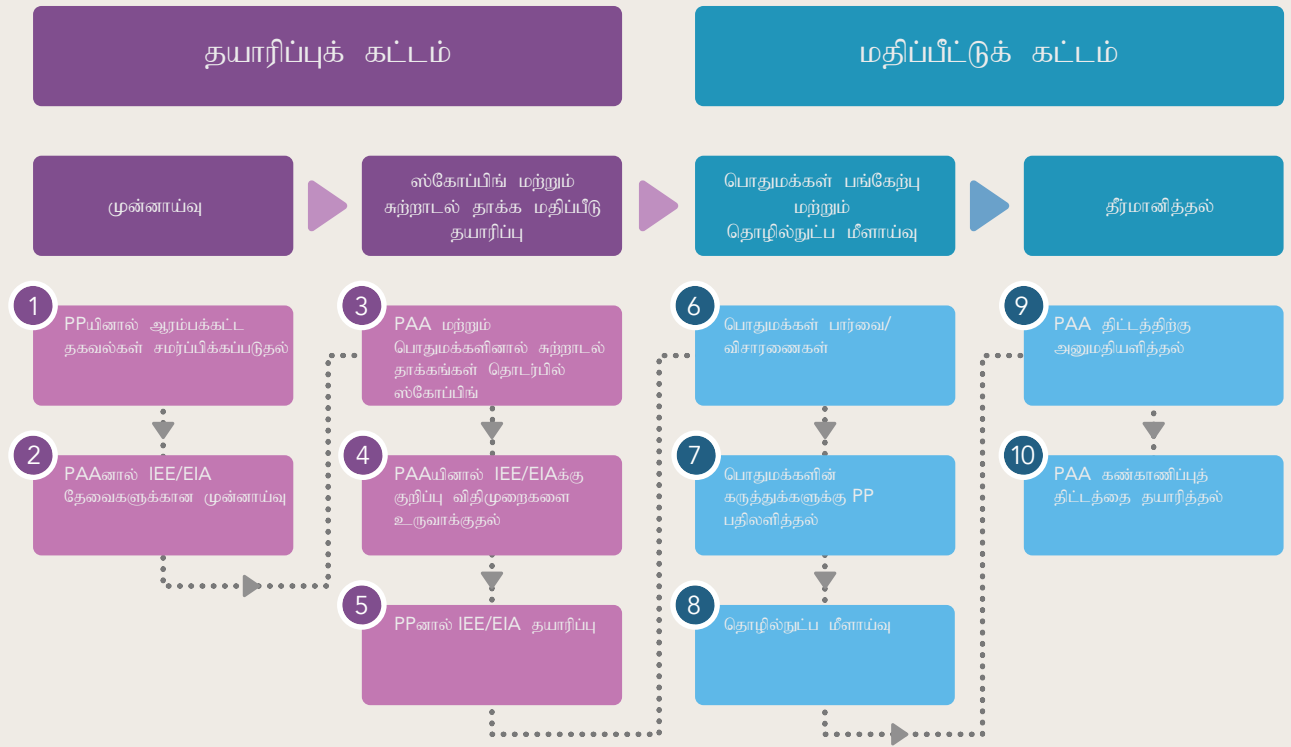 தயாரிப்புக் கட்டம்
மதிப்பீட்டுக் கட்டம்
முன்னாய்வு
ஸ்கோப்பிங் மற்றும்
சுற்றாடல் தாக்க மதிப்பீடு
தயாரிப்பு
பொதுமக்கள் பங்கேற்பு
மற்றும்
தொழில்நுட்ப மீளாய்வு
தீர்மானித்தல்
1
PPயினால் ஆரம்பக்கட்ட
தகவல்கள் சமர்ப்பிக்கப்படுதல்
2
PAAனால் IEE/EIA
தேவைகளுக்கான முன்னாய்வு
3
PAA மற்றும்
பொதுமக்களினால் சுற்றாடல்
தாக்கங்கள் தொடர்பில்
ஸ்கோப்பிங்
4
PAAயினால் IEE/EIAக்கு
குறிப்பு விதிமுறைகளை
உருவாக்குதல்
5
PPனால் IEE/EIA தயாரிப்பு
6
பொதுமக்கள் பார்வை/
விசாரணைகள்
7
பொதுமக்களின்
கருத்துக்களுக்கு PP
பதிலளித்தல்
8
தொழில்நுட்ப மீளாய்வு
9
PAA திட்டத்திற்கு
அனுமதியளித்தல்
10
PAA கண்காணிப்புத்
திட்டத்தை தயாரித்தல்